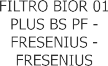 FILTRO BIOR 01
PLUS BS PF -
FRESENIUS -
FRESENIUS